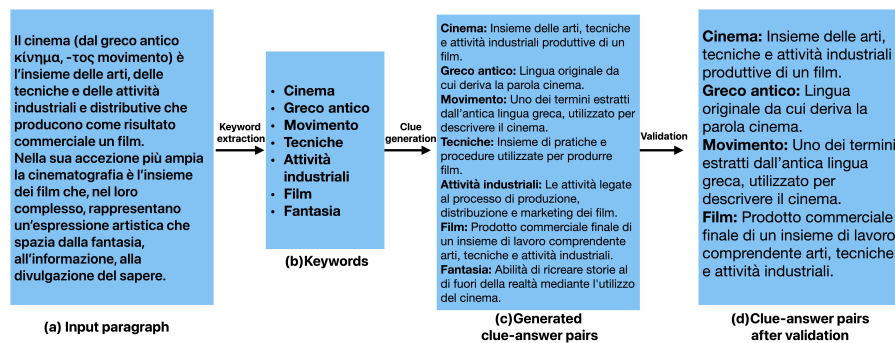 Il cinema (dal greco antico
κίνημα, -τος movimento) è
l'insieme delle arti, delle
tecniche e delle attività
industriali e distributive che
producono come risultato
commerciale un film.
Nella sua accezione più ampia
la cinematografia è l'insieme
dei film che, nel loro
complesso, rappresentano
un'espressione artistica che
spazia dalla fantasia,
all'informazione, alla
divulgazione del sapere.
(a) Input paragraph
Keyword
extraction
• Cinema
• Greco antico
• Movimento
• Tecniche
• Attività
industriali
• Film
• Fantasia
(b)Keywords
Clue
generation
Cinema: Insieme delle arti, tecniche
e attività industriali produttive di un
film.
Greco antico: Lingua originale da
cui deriva la parola cinema.
Movimento: Uno dei termini estratti
dall'antica lingua greca, utilizzato per
descrivere il cinema.
Tecniche: Insieme di pratiche e
procedure utilizzate per produrre
film.
Attività industriali: Le attività legate
al processo di produzione,
distribuzione e marketing dei film.
Film: Prodotto commerciale finale di
un insieme di lavoro comprendente
arti, tecniche e attività industriali.
Fantasia: Abilità di ricreare storie al
di fuori della realtà mediante l'utilizzo
del cinema.
(c)Generated
clue-answer pairs
Validation
Cinema: Insieme delle arti,
tecniche e attività industriali
produttive di un film.
Greco antico: Lingua
originale da cui deriva la
parola cinema.
Movimento: Uno dei termini
estratti dall'antica lingua
greca, utilizzato per
descrivere il cinema.
Film: Prodotto commerciale
finale di un insieme di lavoro
comprendente arti, tecniche
e attività industriali.
(d)Clue-answer pairs
after validation